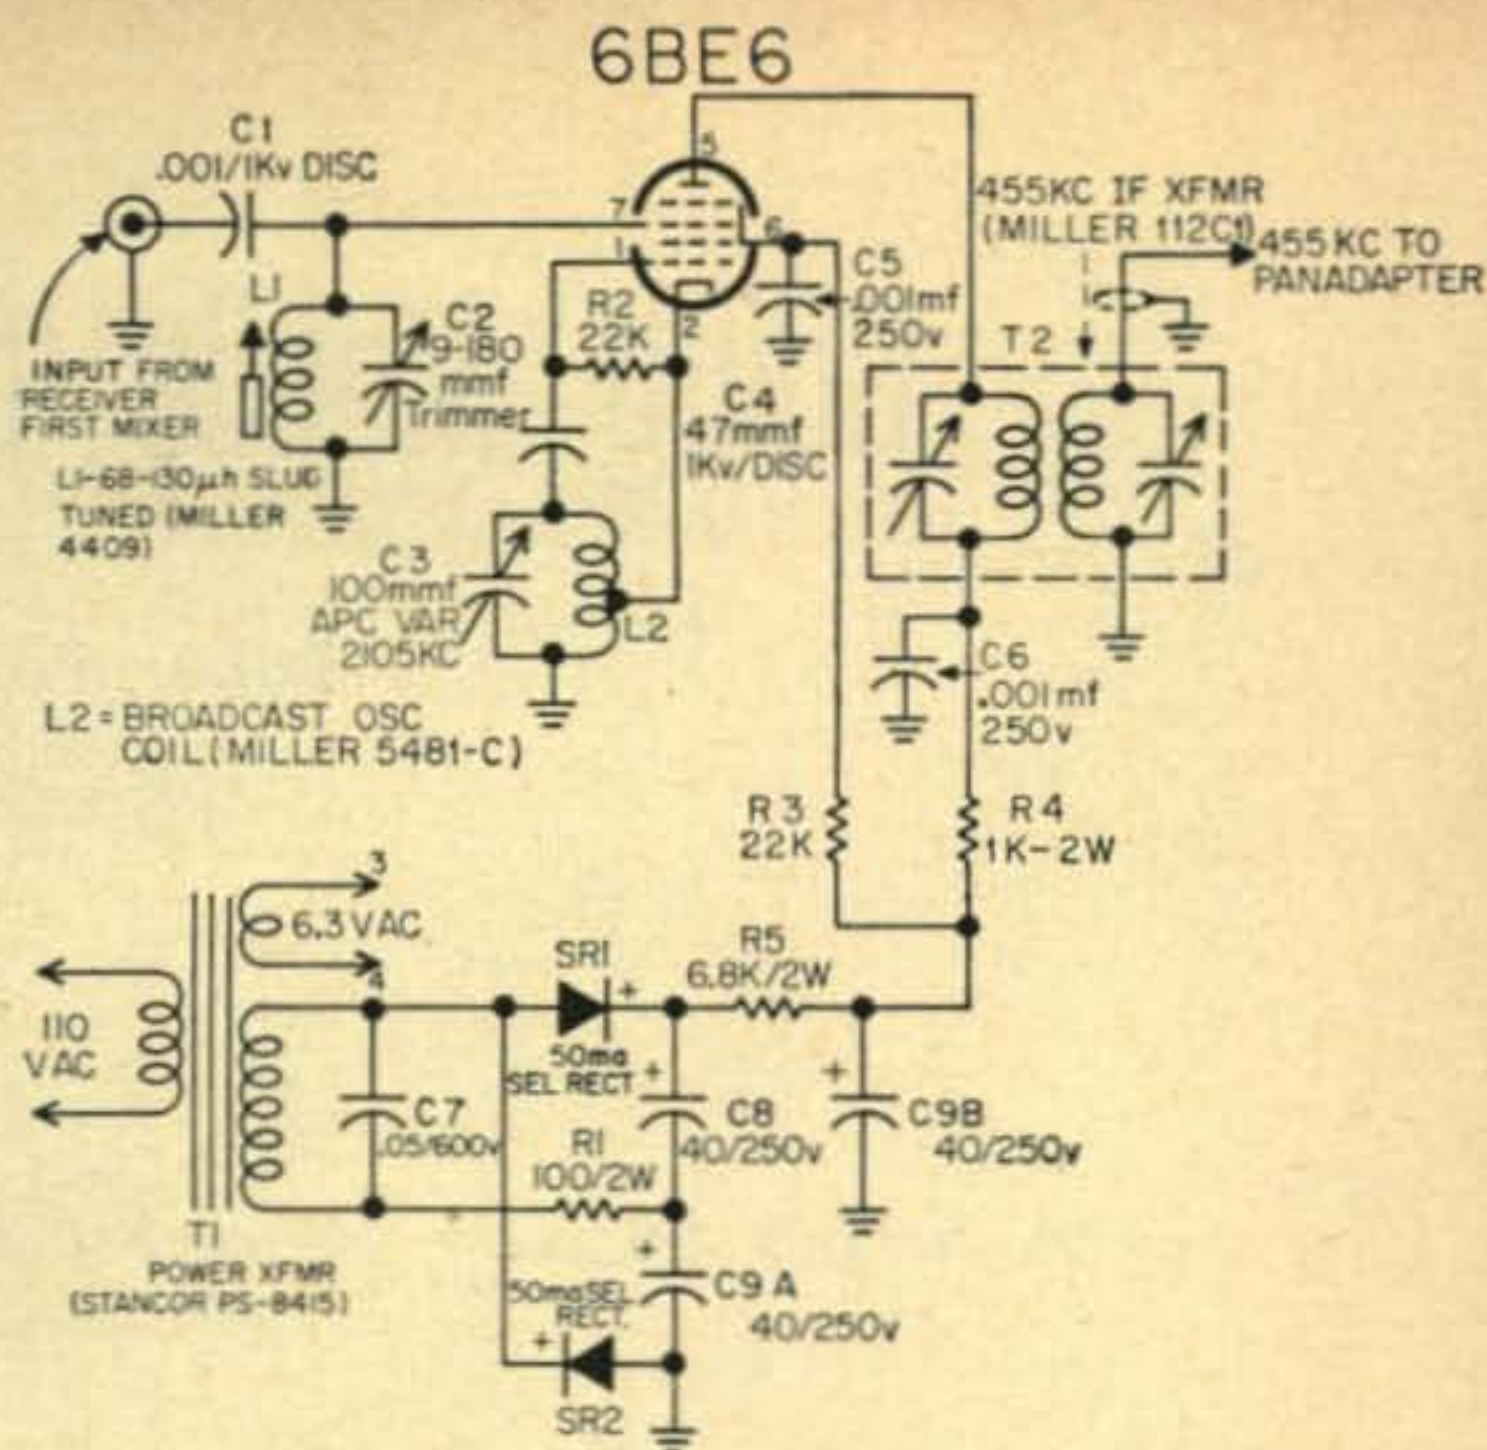 6BE6
C1
.001/1Kv DISC
5
7
6
1
2
455KC IF XFMR
(MILLER 112C1)
455 KC TO
PANADAPTER
L1
C2
9-180
mmf
Trimmer
R2
22K
C5
.001mf
250v
T2
INPUT FROM
RECEIVER
FIRST MIXER
C4
47mmf
1Kv/DISC
L1-68-130µh SLUG
TUNED (MILLER
4409)
C3
100mmf
APC VAR
2105KC
L2
C6
.001mf
250v
L2 = BROADCAST OSC
COIL (MILLER 5481-C)
R3
22K
R4
1K-2W
3
6.3 VAC
4
110
VAC
SR1
+
50ma
SEL RECT
R5
6.8K/2W
C7
.05/600v
R1
100/2W
+
C8
40/250v
+
C9B
40/250v
T1
POWER XFMR
(STANCOR PS-8415)
50ma SEL
RECT.
+
C9A
40/250v
+
SR2